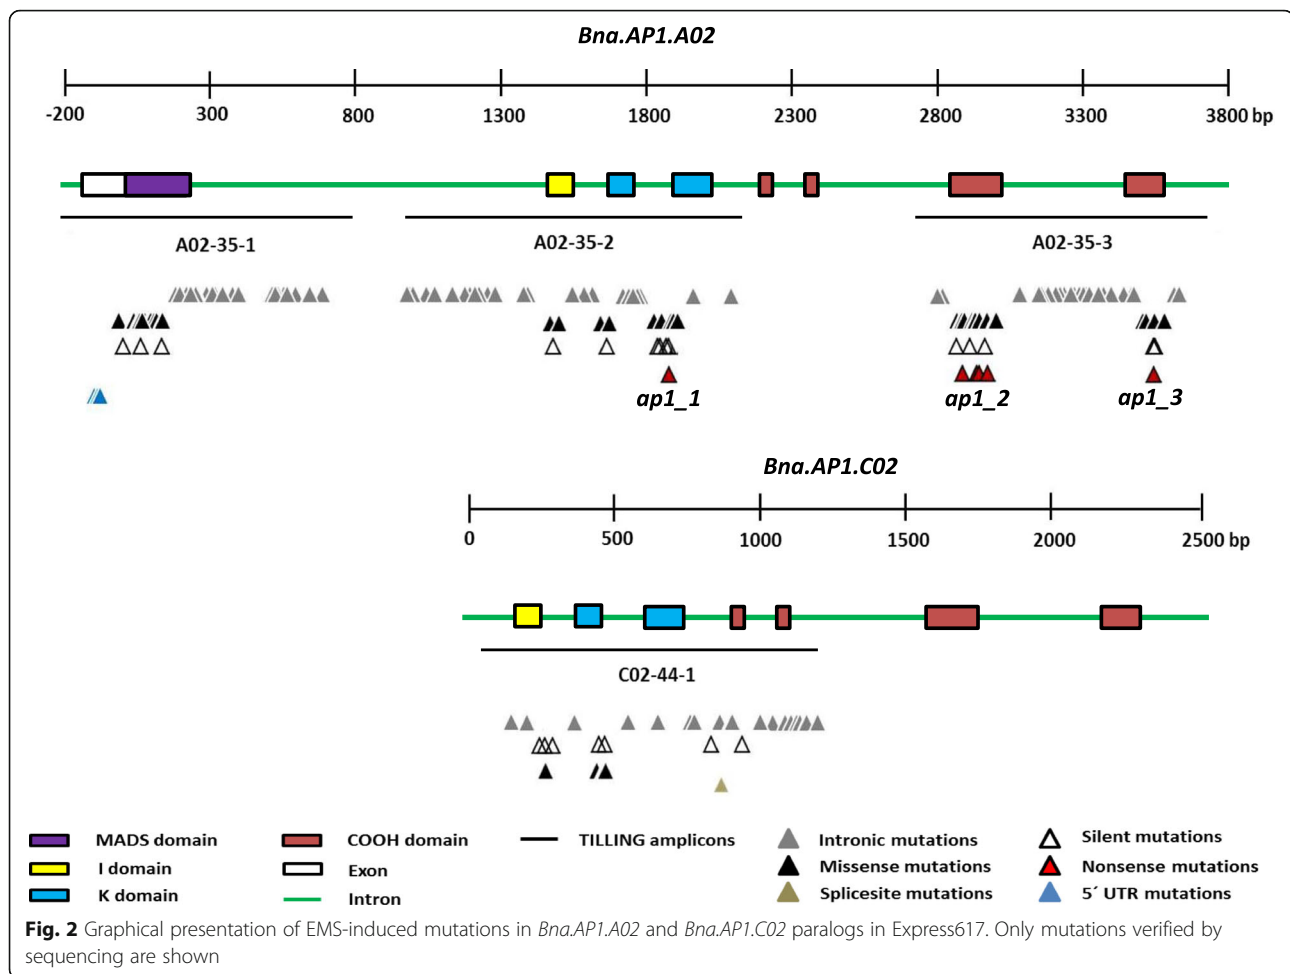 Bna.AP1.A02
-200 300 800 1300 1800 2300 2800 3300 3800 bp
A02-35-1 A02-35-2 A02-35-3
ap1_1 ap1_2 ap1_3
Bna.AP1.C02
0 500 1000 1500 2000 2500 bp
C02-44-1
MADS domain COOH domain TILLING amplicons Intronic mutations Silent mutations
I domain Exon Missense mutations Nonsense mutations
K domain Intron Splicesite mutations 5´ UTR mutations
Fig. 2 Graphical presentation of EMS-induced mutations in Bna.AP1.A02 and Bna.AP1.C02 paralogs in Express617. Only mutations verified by
sequencing are shown